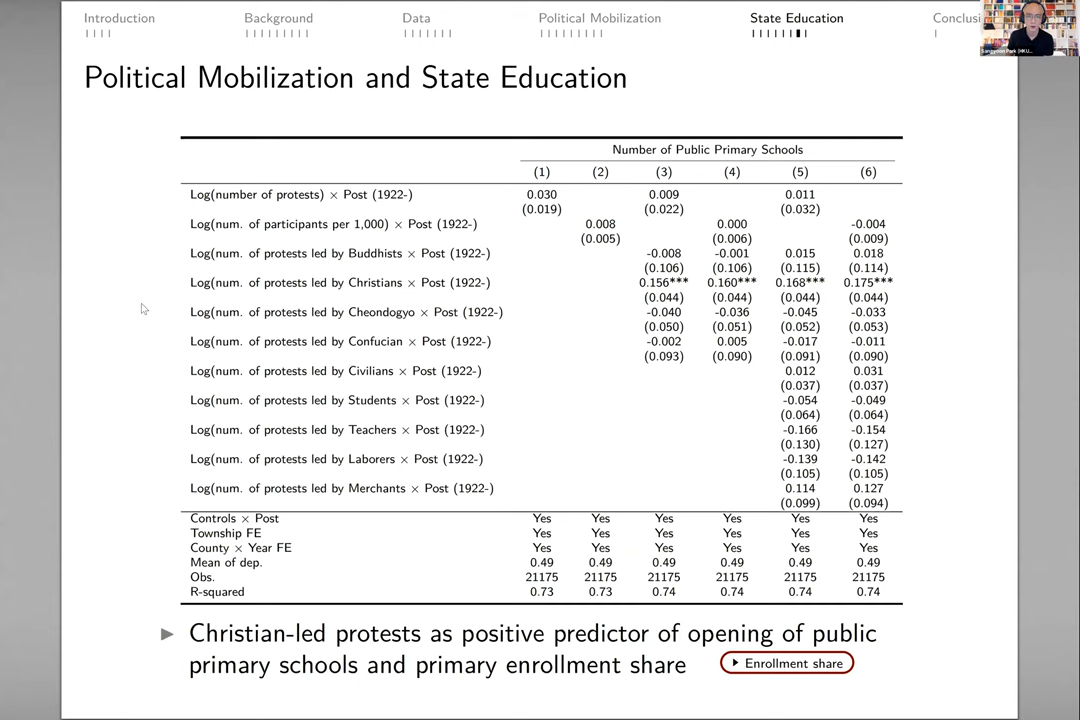 Introduction Background Data Political Mobilization State Education Conclusi
Sangyoon Park (HKU...
Political Mobilization and State Education
Number of Public Primary Schools
(1) (2) (3) (4) (5) (6)
Log(number of protests) × Post (1922-) 0.030 0.009 0.011
(0.019) (0.022) (0.032)
Log(num. of participants per 1,000) × Post (1922-) 0.008 0.000 -0.004
(0.005) (0.006) (0.009)
Log(num. of protests led by Buddhists × Post (1922-) -0.008 -0.001 0.015 0.018
(0.106) (0.106) (0.115) (0.114)
Log(num. of protests led by Christians × Post (1922-) 0.156*** 0.160*** 0.168*** 0.175***
(0.044) (0.044) (0.044) (0.044)
Log(num. of protests led by Cheondogyo × Post (1922-) -0.040 -0.036 -0.045 -0.033
(0.050) (0.051) (0.052) (0.053)
Log(num. of protests led by Confucian × Post (1922-) -0.002 0.005 -0.017 -0.011
(0.093) (0.090) (0.091) (0.090)
Log(num. of protests led by Civilians × Post (1922-) 0.012 0.031
(0.037) (0.037)
Log(num. of protests led by Students × Post (1922-) -0.054 -0.049
(0.064) (0.064)
Log(num. of protests led by Teachers × Post (1922-) -0.166 -0.154
(0.130) (0.127)
Log(num. of protests led by Laborers × Post (1922-) -0.139 -0.142
(0.105) (0.105)
Log(num. of protests led by Merchants × Post (1922-) 0.114 0.127
(0.099) (0.094)
Controls × Post Yes Yes Yes Yes Yes Yes
Township FE Yes Yes Yes Yes Yes Yes
County × Year FE Yes Yes Yes Yes Yes Yes
Mean of dep. 0.49 0.49 0.49 0.49 0.49 0.49
Obs. 21175 21175 21175 21175 21175 21175
R-squared 0.73 0.73 0.74 0.74 0.74 0.74
Christian-led protests as positive predictor of opening of public
primary schools and primary enrollment share Enrollment share